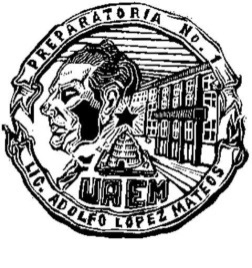 PREPARATORIA No. 1
UAEM
LIC. ADOLFO LÓPEZ MATEOS